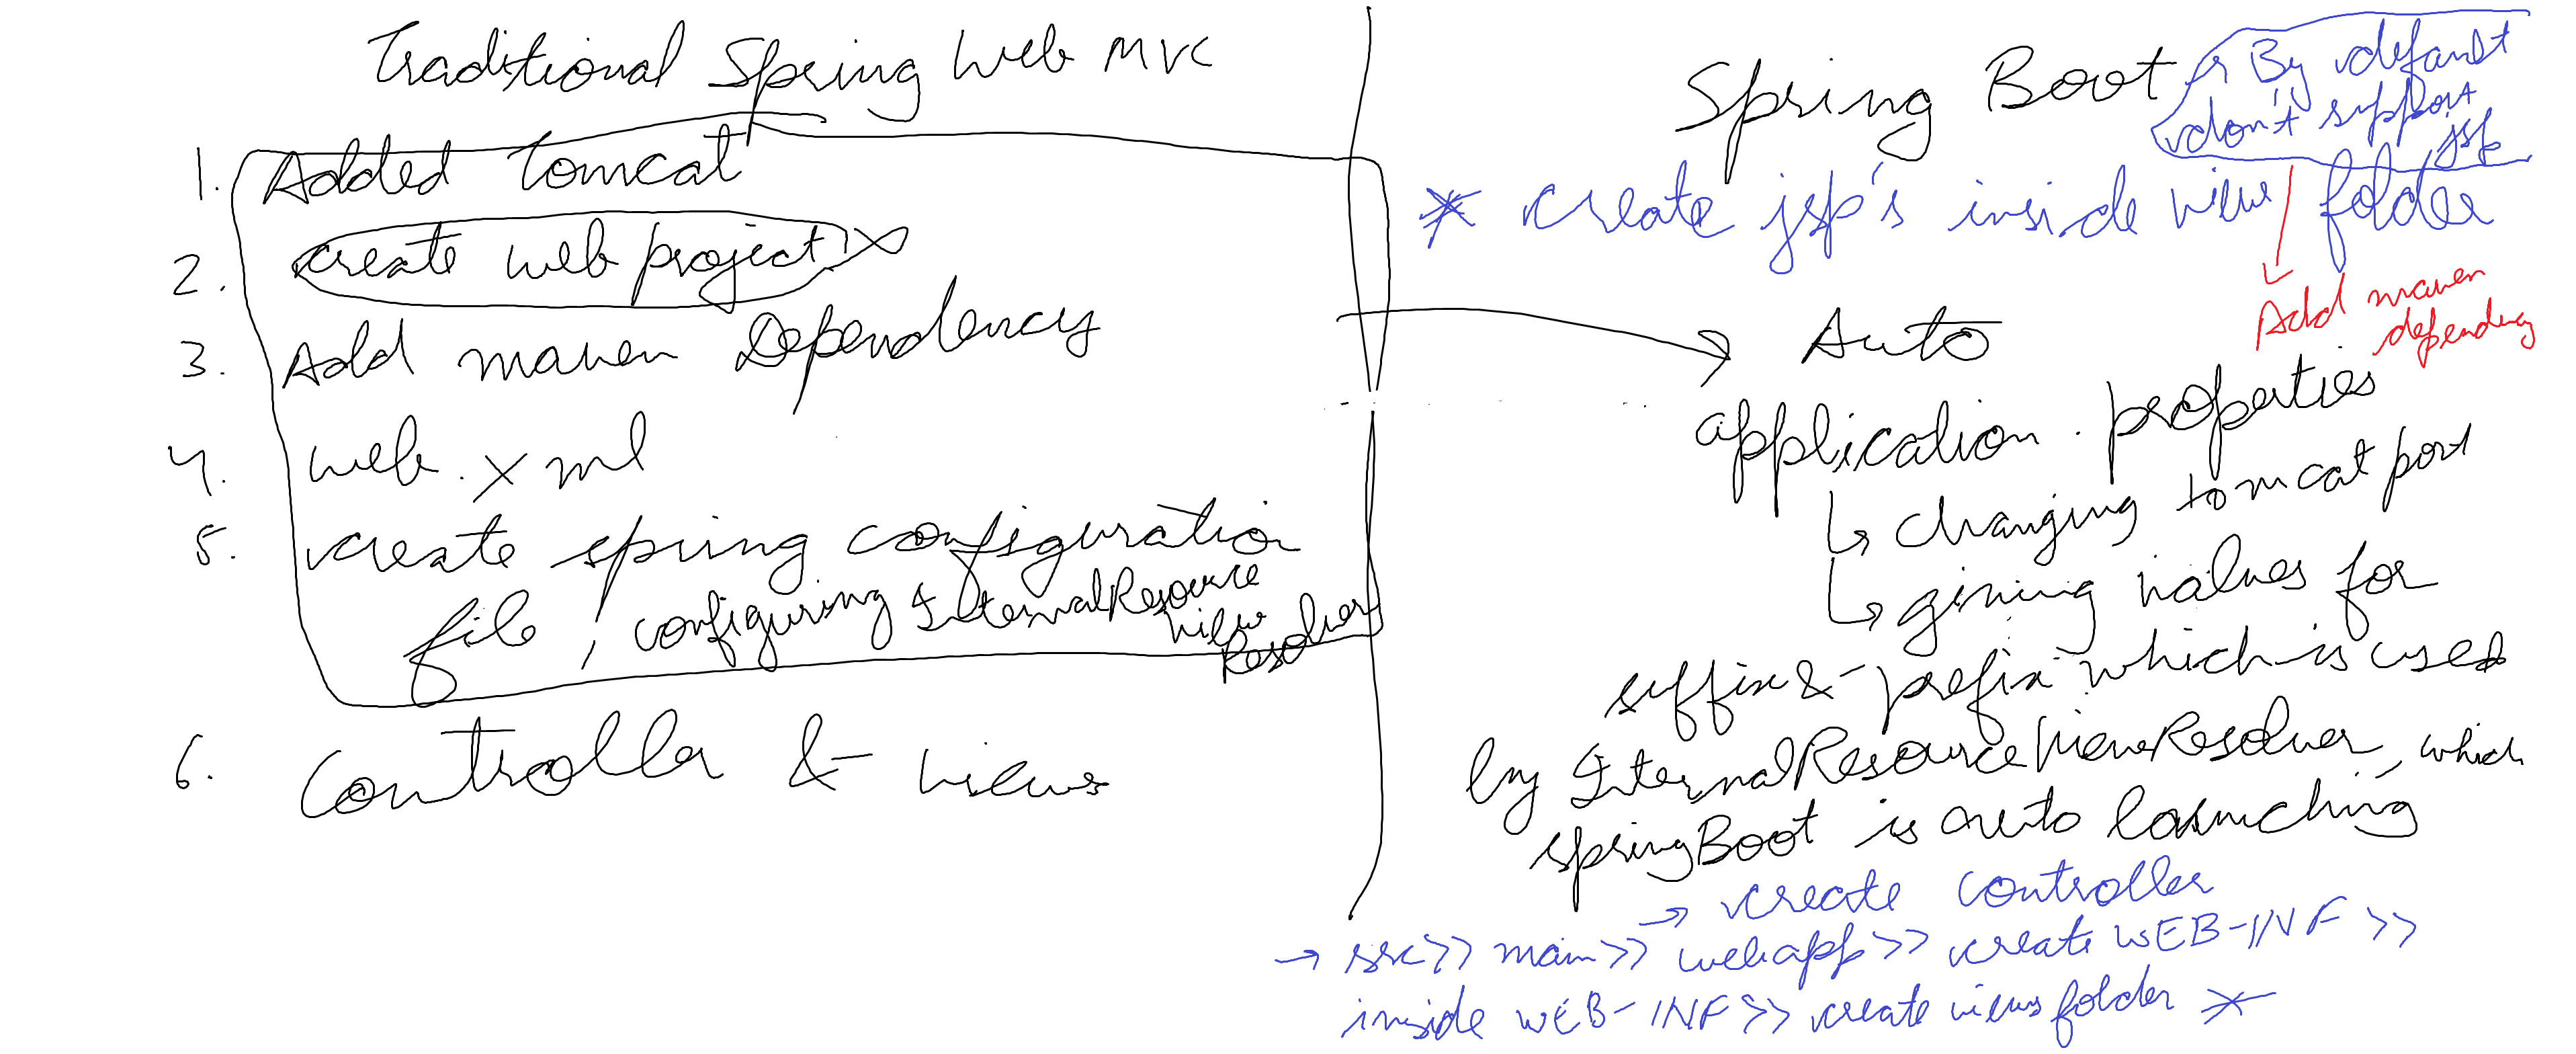 Traditional Spring Web MVC
1. Added Tomcat
2. create web project
3. Add maven Dependency
4. web.xml
5. create spring configuration
file, configuring InternalResource
View
Resolver
6. Controller & views
Spring Boot
By default
don't support
jsp
* create jsp's inside view folder
Add maven
dependency
Auto
application.properties
changing tomcat port
giving values for
suffix & prefix which is used
by InternalResourceViewResolver, which
springBoot is auto launching
→ create controller
→ src>> main>> webapp>> create WEB-INF >>
inside WEB-INF>> create views folder *